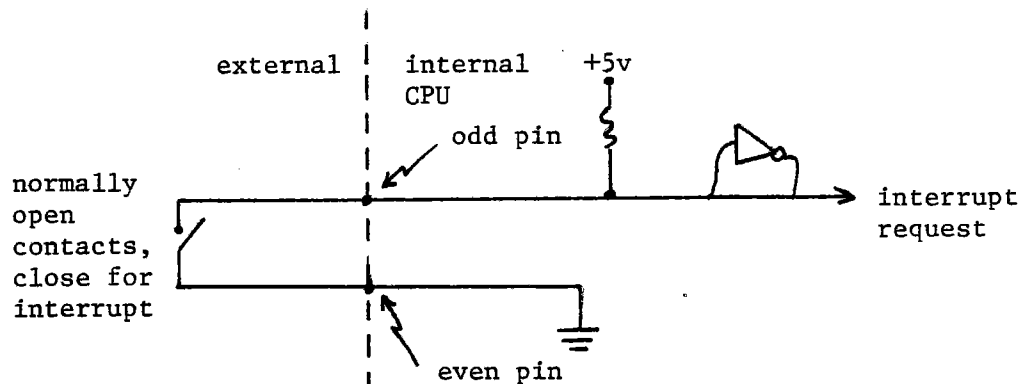 external
internal
CPU
+5v
odd pin
normally
open
contacts,
close for
interrupt
interrupt
request
even pin